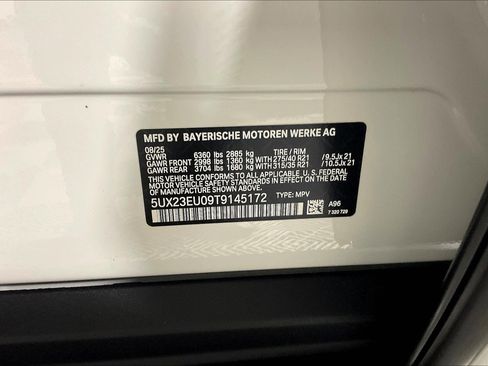 MFD BY BAYERISCHE MOTOREN WERKE AG
08/25
GVWR 6360 lbs 2885 kg TIRE / RIM
GAWR FRONT 2998 lbs 1360 kg WITH 275/40 R21 / 9.5Jx 21
GAWR REAR 3704 lbs 1680 kg WITH 315/35 R21 / 10.5Jx 21
THIS VEHICLE CONFORMS TO ALL APPLICABLE U.S. FEDERAL
MOTOR VEHICLE SAFETY STANDARDS IN EFFECT ON THE
DATE OF MANUFACTURE SHOWN ABOVE.
5UX23EU09T9145172 TYPE: MPV
A96
7 320 729